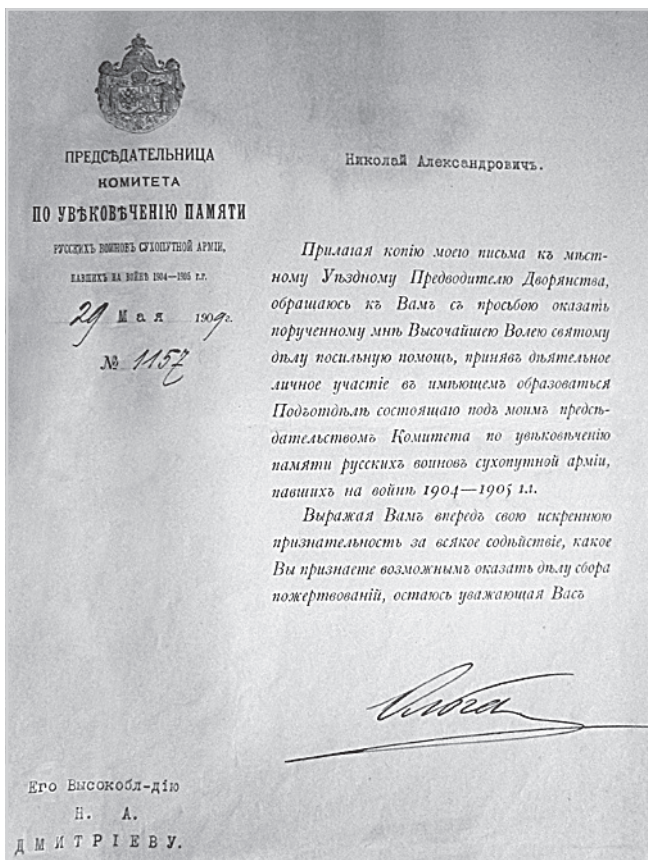 ПРЕДСѢДАТЕЛЬНИЦА
КОМИТЕТА
ПО УВѢКОВѢЧЕНІЮ ПАМЯТИ
РУССКИХЪ ВОИНОВЪ СУХОПУТНОЙ АРМІИ,
ПАВШИХЪ НА ВОЙНѢ 1904—1905 г.г.
29 Мая 1909г.
№ 1157
Николай Александровичъ.
Прилагая копію моего письма къ мѣст-
ному Уѣздному Предводителю Дворянства,
обращаюсь къ Вамъ съ просьбою оказать
порученному мнѣ Высочайшею Волею святому
дѣлу посильную помощь, принявъ дѣятельное
личное участіе въ имѣющемъ образоваться
Подъотдѣлѣ состоящаго подъ моимъ предсѣ-
дательствомъ Комитета по увѣковѣченію
памяти русскихъ воиновъ сухопутной арміи,
павшихъ на войнѣ 1904—1905 г.г.
Выражая Вамъ впередъ свою искреннюю
признательность за всякое содѣйствіе, какое
Вы признаете возможнымъ оказать дѣлу сбора
пожертвованій, остаюсь уважающая Васъ
Ольга
Его Высокобл-дію
Н. А.
ДМИТРІЕВУ.